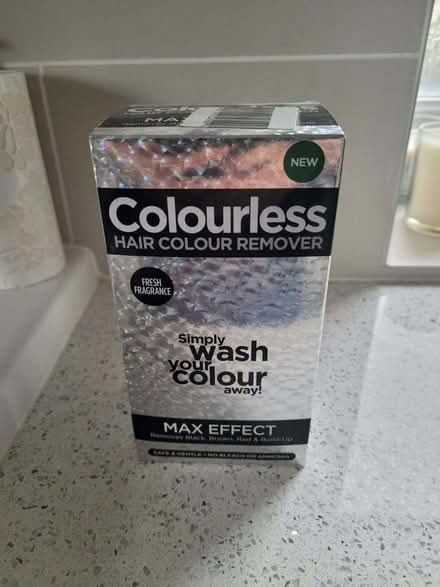 NEW
Colourless
HAIR COLOUR REMOVER
FRESH
FRAGRANCE
Simply
wash
your
colour
away!
MAX EFFECT
Removes Black, Brown, Red & Build-Up
SAFE & GENTLE • NO BLEACH OR AMMONIA